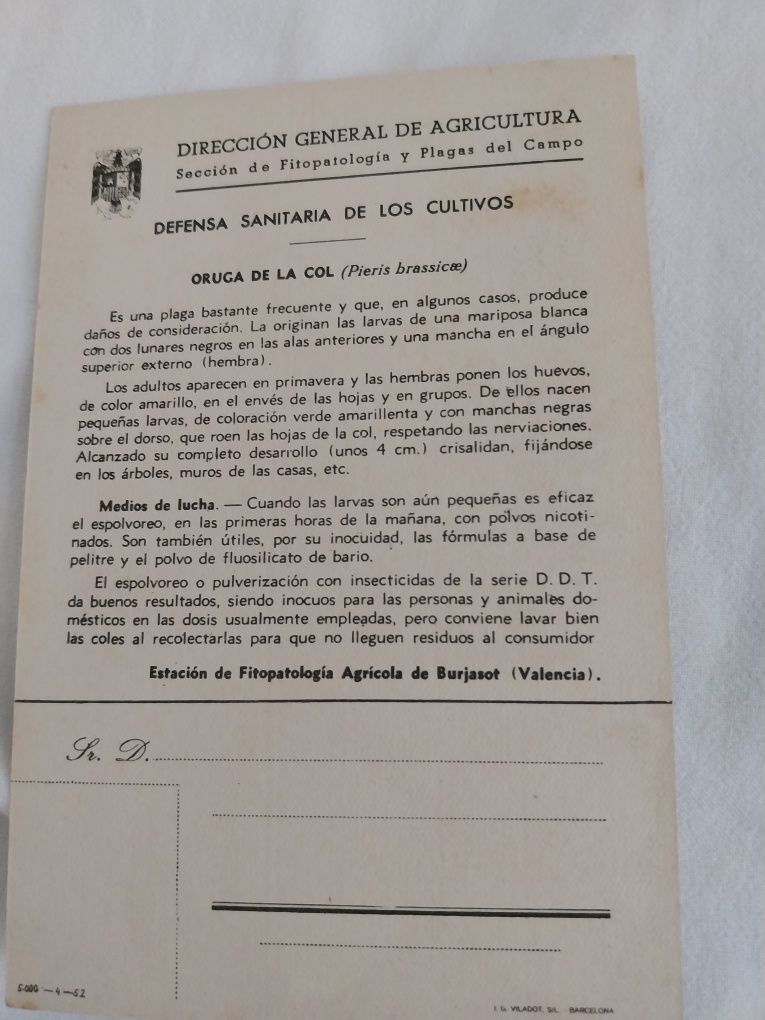 DIRECCIÓN GENERAL DE AGRICULTURA
Sección de Fitopatología y Plagas del Campo
DEFENSA SANITARIA DE LOS CULTIVOS
ORUGA DE LA COL (Pieris brassicæ)
Es una plaga bastante frecuente y que, en algunos casos, produce
daños de consideración. La originan las larvas de una mariposa blanca
con dos lunares negros en las alas anteriores y una mancha en el ángulo
superior externo (hembra).
Los adultos aparecen en primavera y las hembras ponen los huevos,
de color amarillo, en el envés de las hojas y en grupos. De ellos nacen
pequeñas larvas, de coloración verde amarillenta y con manchas negras
sobre el dorso, que roen las hojas de la col, respetando las nerviaciones.
Alcanzado su completo desarrollo (unos 4 cm.) crisalidan, fijándose
en los árboles, muros de las casas, etc.
Medios de lucha. — Cuando las larvas son aún pequeñas es eficaz
el espolvoreo, en las primeras horas de la mañana, con polvos nicoti-
nados. Son también útiles, por su inocuidad, las fórmulas a base de
pelitre y el polvo de fluosilicato de bario.
El espolvoreo o pulverización con insecticidas de la serie D. D. T.
da buenos resultados, siendo inocuos para las personas y animales do-
mésticos en las dosis usualmente empleadas, pero conviene lavar bien
las coles al recolectarlas para que no lleguen residuos al consumidor
Estación de Fitopatología Agrícola de Burjasot (Valencia).
Sr. D.
5.000 — 4 — 52
VILADOT, S.L. BARCELONA